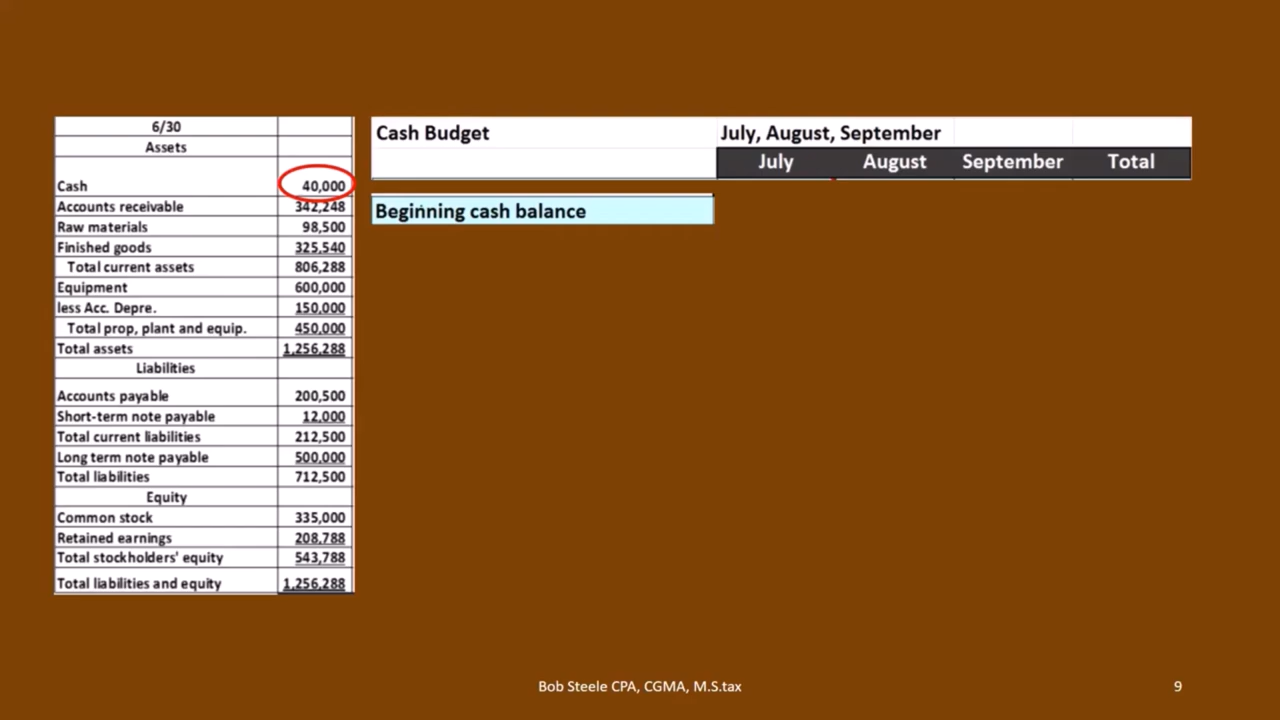 6/30
Assets
Cash 40,000
Accounts receivable 342,248
Raw materials 98,500
Finished goods 325,540
Total current assets 806,288
Equipment 600,000
less Acc. Depre. 150,000
Total prop, plant and equip. 450,000
Total assets 1,256,288
Liabilities
Accounts payable 200,500
Short-term note payable 12,000
Total current liabilities 212,500
Long term note payable 500,000
Total liabilities 712,500
Equity
Common stock 335,000
Retained earnings 208,788
Total stockholders' equity 543,788
Total liabilities and equity 1,256,288
Cash Budget July, August, September
July August September Total
Beginning cash balance
Bob Steele CPA, CGMA, M.S.tax 9